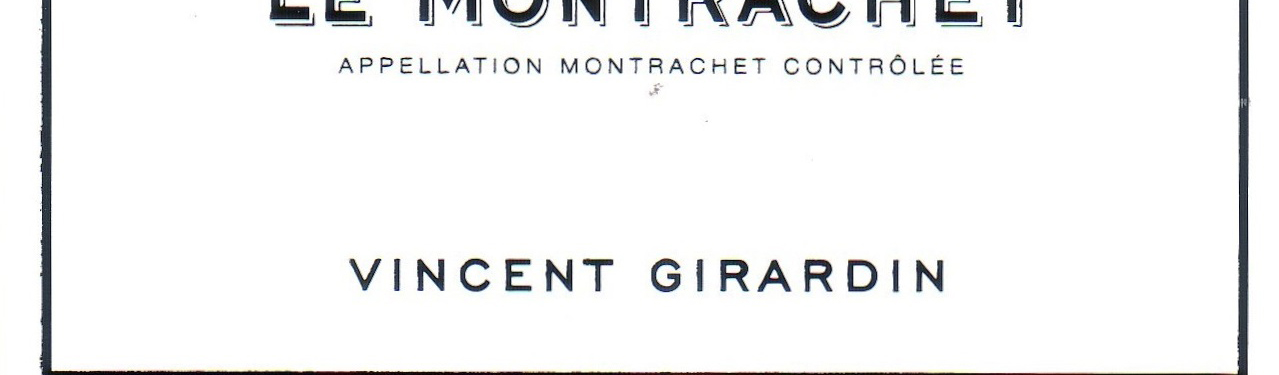 LE MONTRACHET
APPELLATION MONTRACHET CONTRÔLÉE
VINCENT GIRARDIN